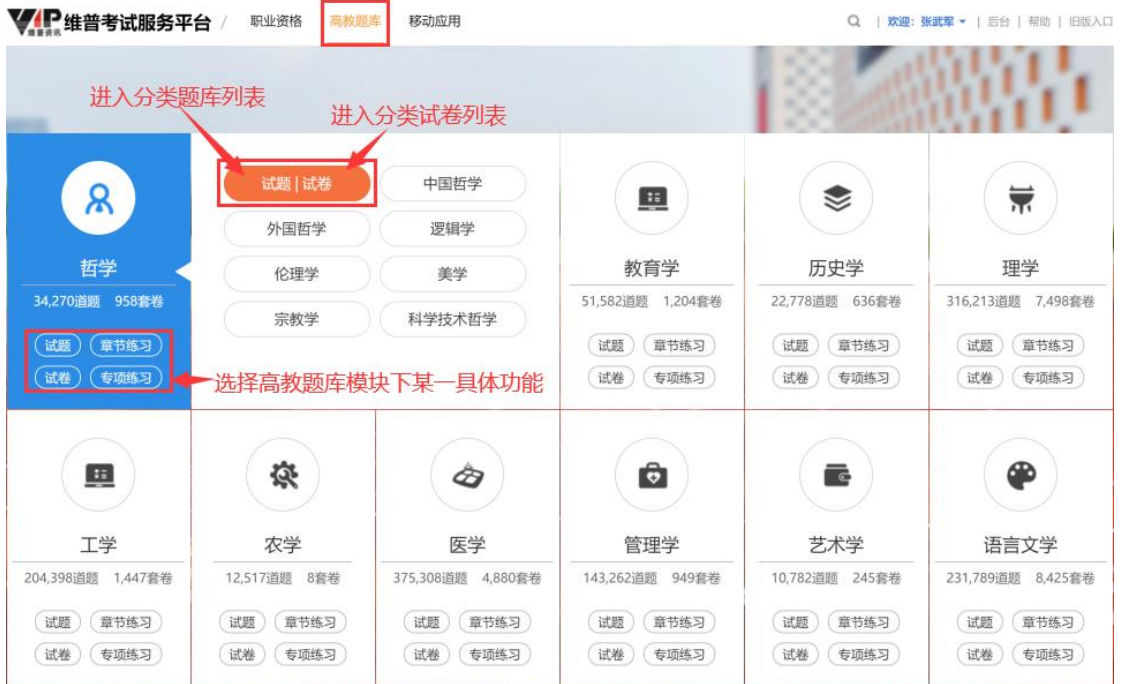 VIP 维普资讯 维普考试服务平台 / 职业资格 高教题库 移动应用 | 欢迎: 张武军 | 后台 | 帮助 | 旧版入口
进入分类题库列表
进入分类试卷列表
试题 | 试卷 中国哲学
外国哲学 逻辑学
伦理学 美学
宗教学 科学技术哲学
哲学
34,270道题 958套卷
试题 章节练习
试卷 专项练习
选择高教题库模块下某一具体功能
教育学
51,582道题 1,204套卷
试题 章节练习
试卷 专项练习
历史学
22,778道题 636套卷
试题 章节练习
试卷 专项练习
理学
316,213道题 7,498套卷
试题 章节练习
试卷 专项练习
工学
204,398道题 1,447套卷
试题 章节练习
试卷 专项练习
农学
12,517道题 8套卷
试题 章节练习
试卷 专项练习
医学
375,308道题 4,880套卷
试题 章节练习
试卷 专项练习
管理学
143,262道题 949套卷
试题 章节练习
试卷 专项练习
艺术学
10,782道题 245套卷
试题 章节练习
试卷 专项练习
语言文学
231,789道题 8,425套卷
试题 章节练习
试卷 专项练习